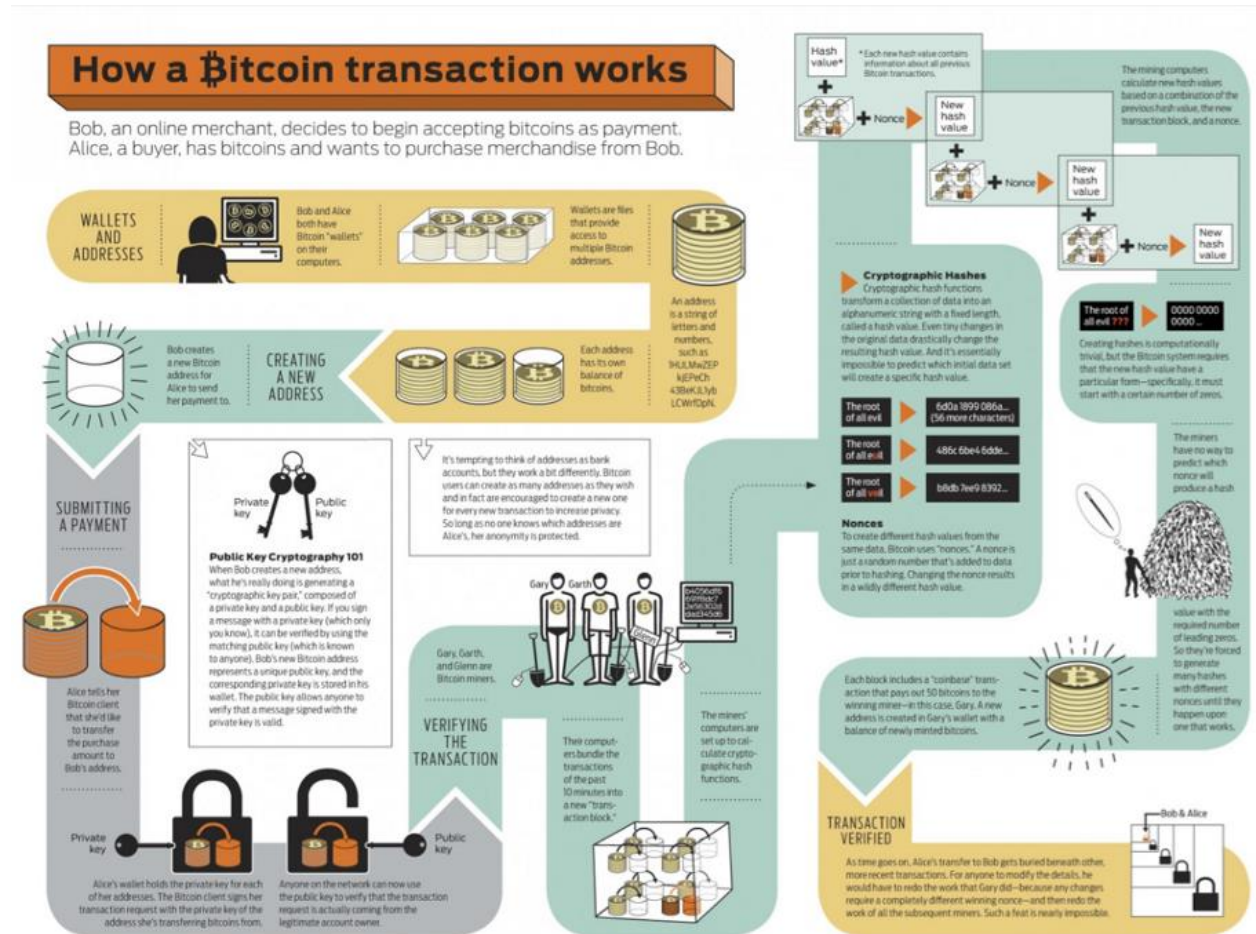 How a Bitcoin transaction works
Bob, an online merchant, decides to begin accepting bitcoins as payment.
Alice, a buyer, has bitcoins and wants to purchase merchandise from Bob.
WALLETS
AND
ADDRESSES
Bob and Alice
both have
Bitcoin "wallets"
on their
computers.
Wallets are files
that provide
access to
multiple Bitcoin
addresses.
An address
is a string of
letters and
numbers,
such as
Each address
has its own
balance of
bitcoins.
CREATING
A NEW
ADDRESS
Bob creates
a new Bitcoin
address for
Alice to send
her payment to.
SUBMITTING
A PAYMENT
Alice tells her
Bitcoin client
that she'd like
to transfer
the purchase
amount to
Bob's address.
Private
key
Public
key
Public Key Cryptography 101
When Bob creates a new address,
what he's really doing is generating a
"cryptographic key pair," composed of
a private key and a public key. If you sign
a message with a private key (which only
you know), it can be verified by using the
matching public key (which is known
to anyone). Bob's new Bitcoin address
represents a unique public key, and the
corresponding private key is stored in his
wallet. The public key allows anyone to
verify that a message signed with the
private key is valid.
It's tempting to think of addresses as bank
accounts, but they work a bit differently. Bitcoin
users can create as many addresses as they wish
and in fact are encouraged to create a new one
for every new transaction to increase privacy.
So long as no one knows which addresses are
Alice's, her anonymity is protected.
Private
key
Public
key
Alice's wallet holds the private key for each
of her addresses. The Bitcoin client signs her
transaction request with the private key of the
address she's transferring bitcoins from.
Anyone on the network can now use
the public key to verify that the transaction
request is actually coming from the
legitimate account owner.
VERIFYING
THE
TRANSACTION
Gary, Garth,
and Glenn are
Bitcoin miners.
Gary
Garth
Glenn
Their comput-
ers bundle the
transactions
of the past
10 minutes into
a new "trans-
action block."
The miners'
computers are
set up to cal-
culate crypto-
graphic hash
functions.
Hash
value*
*Each new hash value contains
information about all previous
Bitcoin transactions.
+
+ Nonce
New
hash
value
+
+ Nonce
New
hash
value
+
+ Nonce
New
hash
value
The mining computers
calculate new hash values
based on a combination of the
previous hash value, the new
transaction block, and a nonce.
Cryptographic Hashes
Cryptographic hash functions
transform a collection of data into an
alphanumeric string with a fixed length,
called a hash value. Even tiny changes in
the original data drastically change the
resulting hash value. And it's essentially
impossible to predict which initial data set
will create a specific hash value.
The root
of all evil
6d0a 1899 086a...
(56 more characters)
The root
of all evil
486c 6be4 6dde...
The root
of all veil
b8db 7ee9 8392...
Nonces
To create different hash values from the
same data, Bitcoin uses "nonces." A nonce is
just a random number that's added to data
prior to hashing. Changing the nonce results
in a wildly different hash value.
The root of
all evil ???
0000 0000
0000 ...
Creating hashes is computationally
trivial, but the Bitcoin system requires
that the new hash value have a
particular form—specifically, it must
start with a certain number of zeros.
The miners
have no way to
predict which
nonce will
produce a hash
value with the
required number
of leading zeros.
So they're forced
to generate
many hashes
with different
nonces until they
happen upon
one that works.
Each block includes a "coinbase" trans-
action that pays out 50 bitcoins to the
winning miner—in this case, Gary. A new
address is created in Gary's wallet with a
balance of newly minted bitcoins.
TRANSACTION
VERIFIED
As time goes on, Alice's transfer to Bob gets buried beneath other,
more recent transactions. For anyone to modify the details, he
would have to redo the work that Gary did—because any changes
require a completely different winning nonce—and then redo the
work of all the subsequent miners. Such a feat is nearly impossible.
Bob & Alice